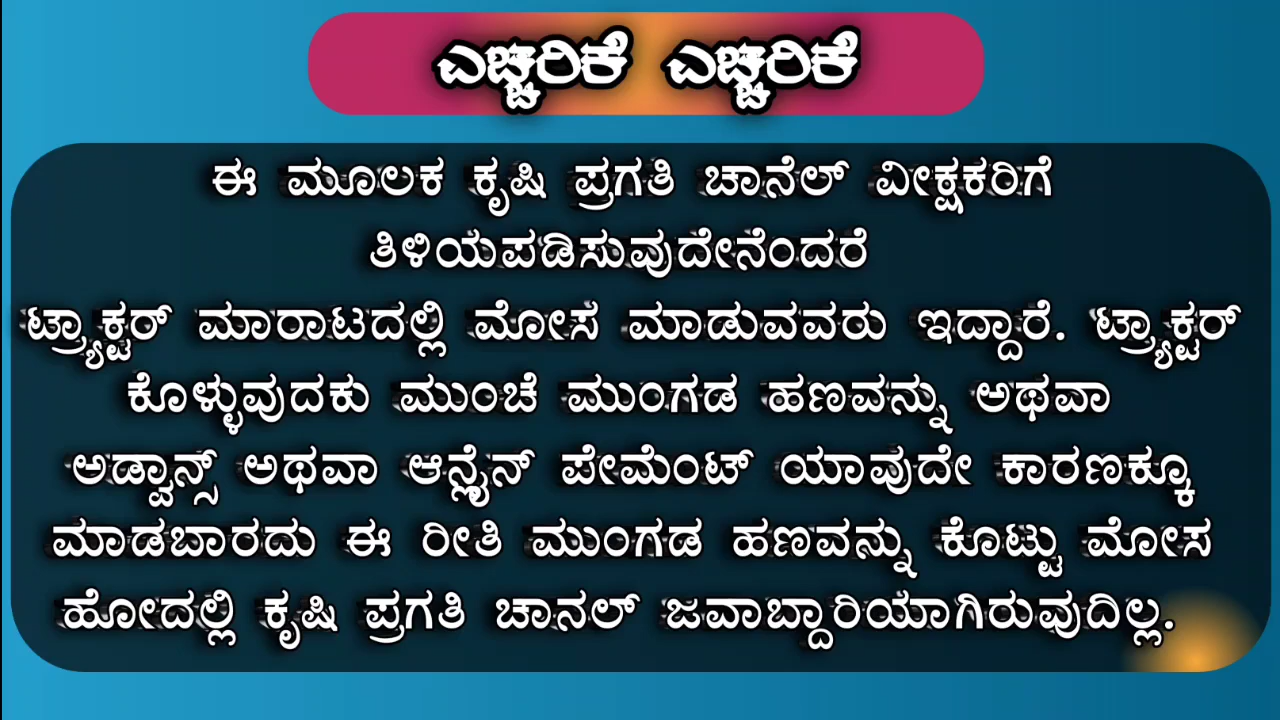 ಎಚ್ಚರಿಕೆ ಎಚ್ಚರಿಕೆ
ಈ ಮೂಲಕ ಕೃಷಿ ಪ್ರಗತಿ ಚಾನೆಲ್ ವೀಕ್ಷಕರಿಗೆ
ತಿಳಿಯಪಡಿಸುವುದೇನೆಂದರೆ
ಟ್ರ್ಯಾಕ್ಟರ್ ಮಾರಾಟದಲ್ಲಿ ಮೋಸ ಮಾಡುವವರು ಇದ್ದಾರೆ. ಟ್ರ್ಯಾಕ್ಟರ್
ಕೊಳ್ಳುವುದಕು ಮುಂಚೆ ಮುಂಗಡ ಹಣವನ್ನು ಅಥವಾ
ಅಡ್ವಾನ್ಸ್ ಅಥವಾ ಆನ್ಲೈನ್ ಪೇಮೆಂಟ್ ಯಾವುದೇ ಕಾರಣಕ್ಕೂ
ಮಾಡಬಾರದು ಈ ರೀತಿ ಮುಂಗಡ ಹಣವನ್ನು ಕೊಟ್ಟು ಮೋಸ
ಹೋದಲ್ಲಿ ಕೃಷಿ ಪ್ರಗತಿ ಚಾನಲ್ ಜವಾಬ್ದಾರಿಯಾಗಿರುವುದಿಲ್ಲ.